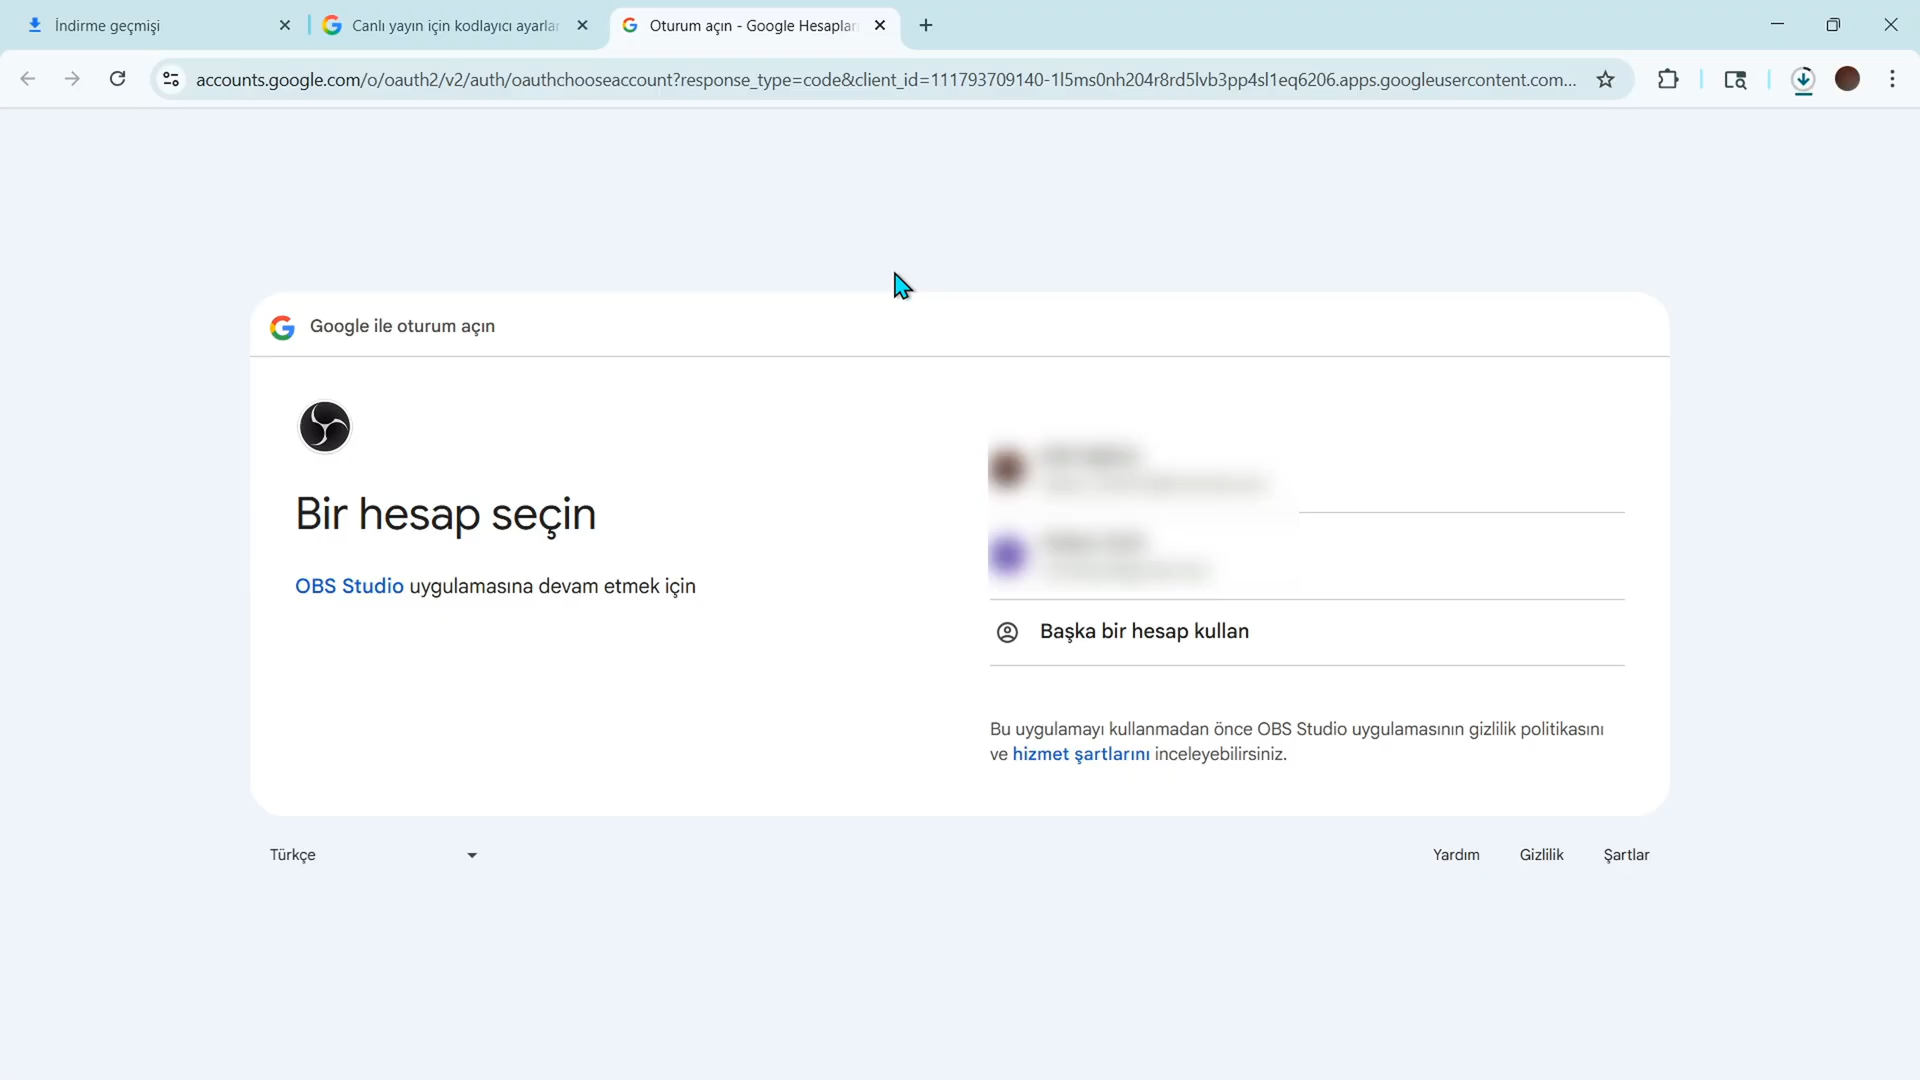 İndirme geçmişi
Canlı yayın için kodlayıcı ayarlar
Oturum açın - Google Hesapları
accounts.google.com/o/oauth2/v2/auth/oauthchooseaccount?response_type=code&client_id=111793709140-1l5ms0nh204r8rd5lvb3pp4sl1eq6206.apps.googleusercontent.com...
Google ile oturum açın
Bir hesap seçin
OBS Studio uygulamasına devam etmek için
Başka bir hesap kullan
Bu uygulamayı kullanmadan önce OBS Studio uygulamasının gizlilik politikasını
ve hizmet şartlarını inceleyebilirsiniz.
Türkçe
Yardım
Gizlilik
Şartlar